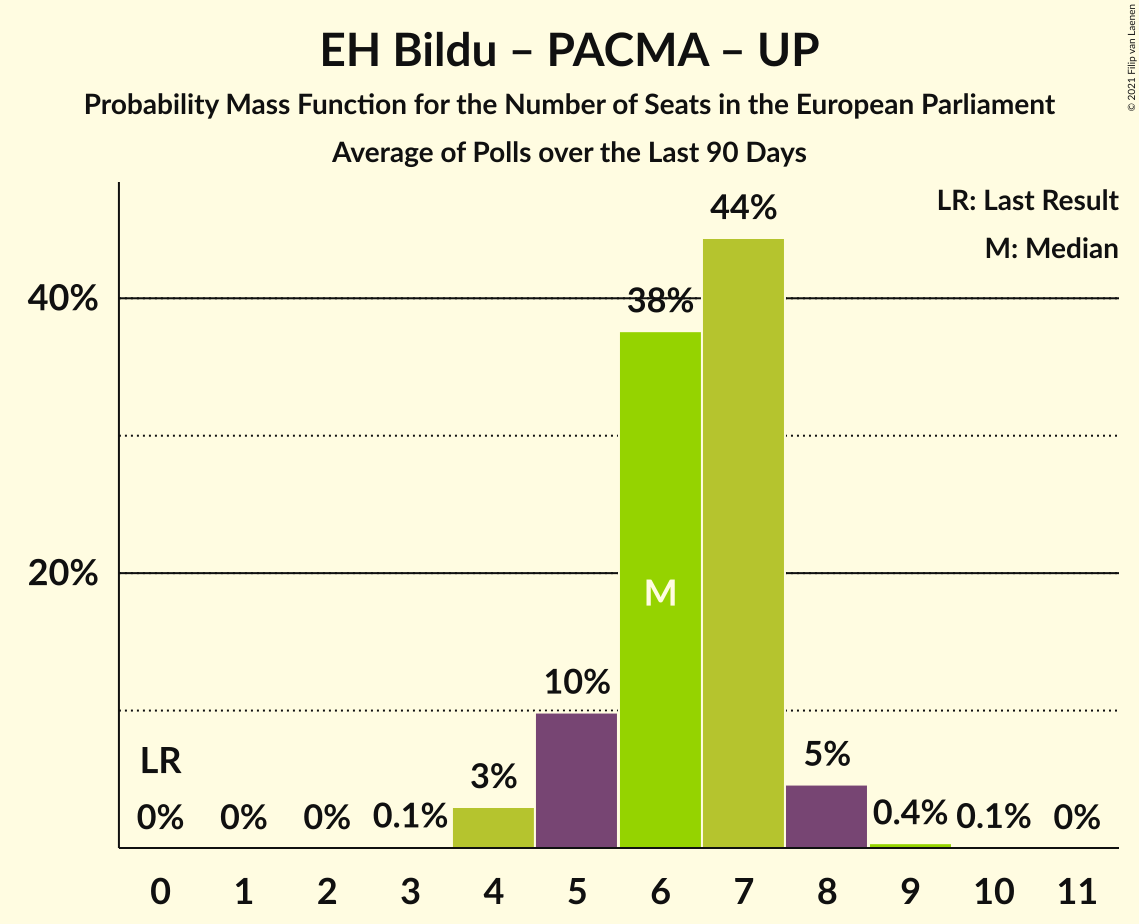 EH Bildu – PACMA – UP
Probability Mass Function for the Number of Seats in the European Parliament
Average of Polls over the Last 90 Days
© 2021 Filip van Laenen
LR: Last Result
M: Median
44%
40%
38%
20%
M
10%
LR
5%
3%
0% 0% 0% 0.1% 0.4% 0.1% 0%
0 1 2 3 4 5 6 7 8 9 10 11